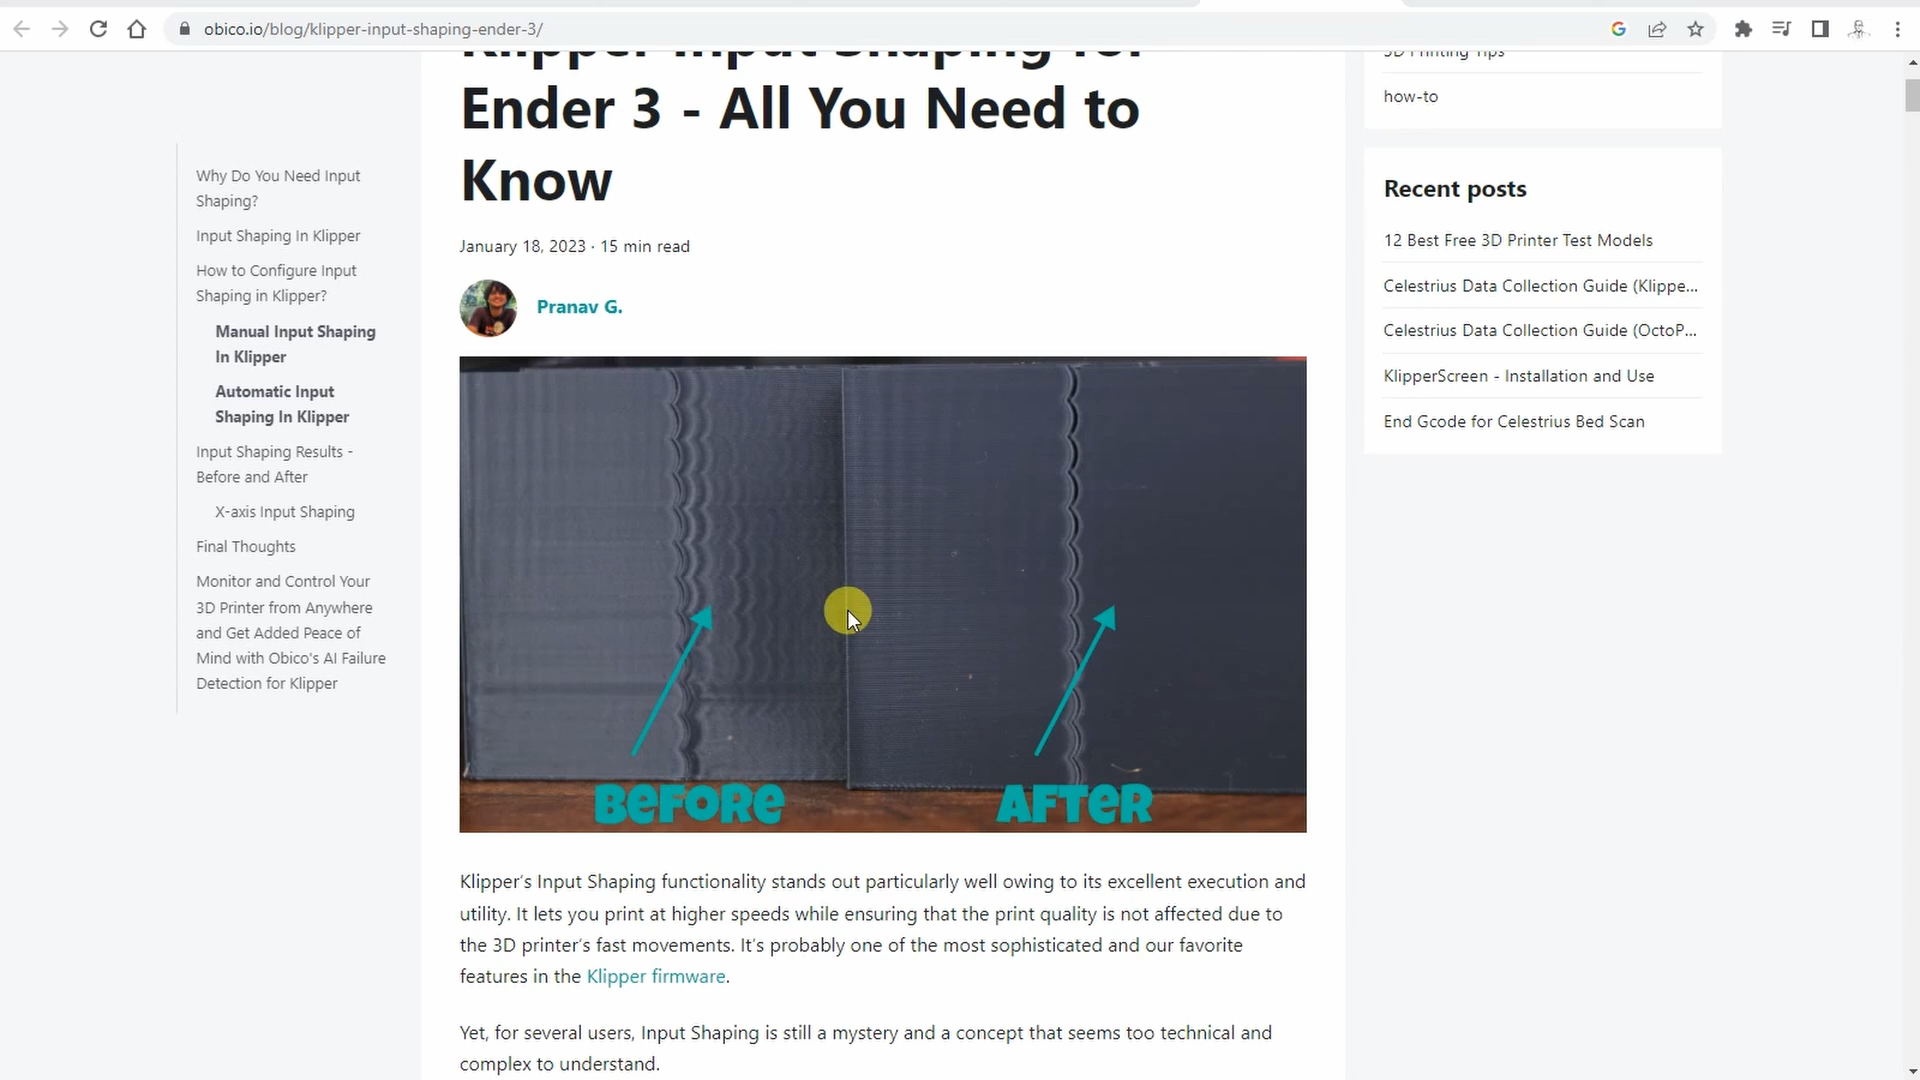 obico.io/blog/klipper-input-shaping-ender-3/
Why Do You Need Input
Shaping?
Input Shaping In Klipper
How to Configure Input
Shaping in Klipper?
Manual Input Shaping
In Klipper
Automatic Input
Shaping In Klipper
Input Shaping Results -
Before and After
X-axis Input Shaping
Final Thoughts
Monitor and Control Your
3D Printer from Anywhere
and Get Added Peace of
Mind with Obico's AI Failure
Detection for Klipper
Klipper Input Shaping for
Ender 3 - All You Need to
Know
January 18, 2023 · 15 min read
Pranav G.
BEFORE
AFTER
Klipper's Input Shaping functionality stands out particularly well owing to its excellent execution and
utility. It lets you print at higher speeds while ensuring that the print quality is not affected due to
the 3D printer's fast movements. It's probably one of the most sophisticated and our favorite
features in the Klipper firmware.
Yet, for several users, Input Shaping is still a mystery and a concept that seems too technical and
complex to understand.
3D Printing Tips
how-to
Recent posts
12 Best Free 3D Printer Test Models
Celestrius Data Collection Guide (Klippe...
Celestrius Data Collection Guide (OctoP...
KlipperScreen - Installation and Use
End Gcode for Celestrius Bed Scan